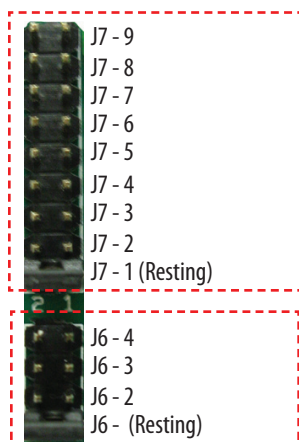 J7 - 9
J7 - 8
J7 - 7
J7 - 6
J7 - 5
J7 - 4
J7 - 3
J7 - 2
J7 - 1 (Resting)
2 1
J6 - 4
J6 - 3
J6 - 2
J6 -  (Resting)